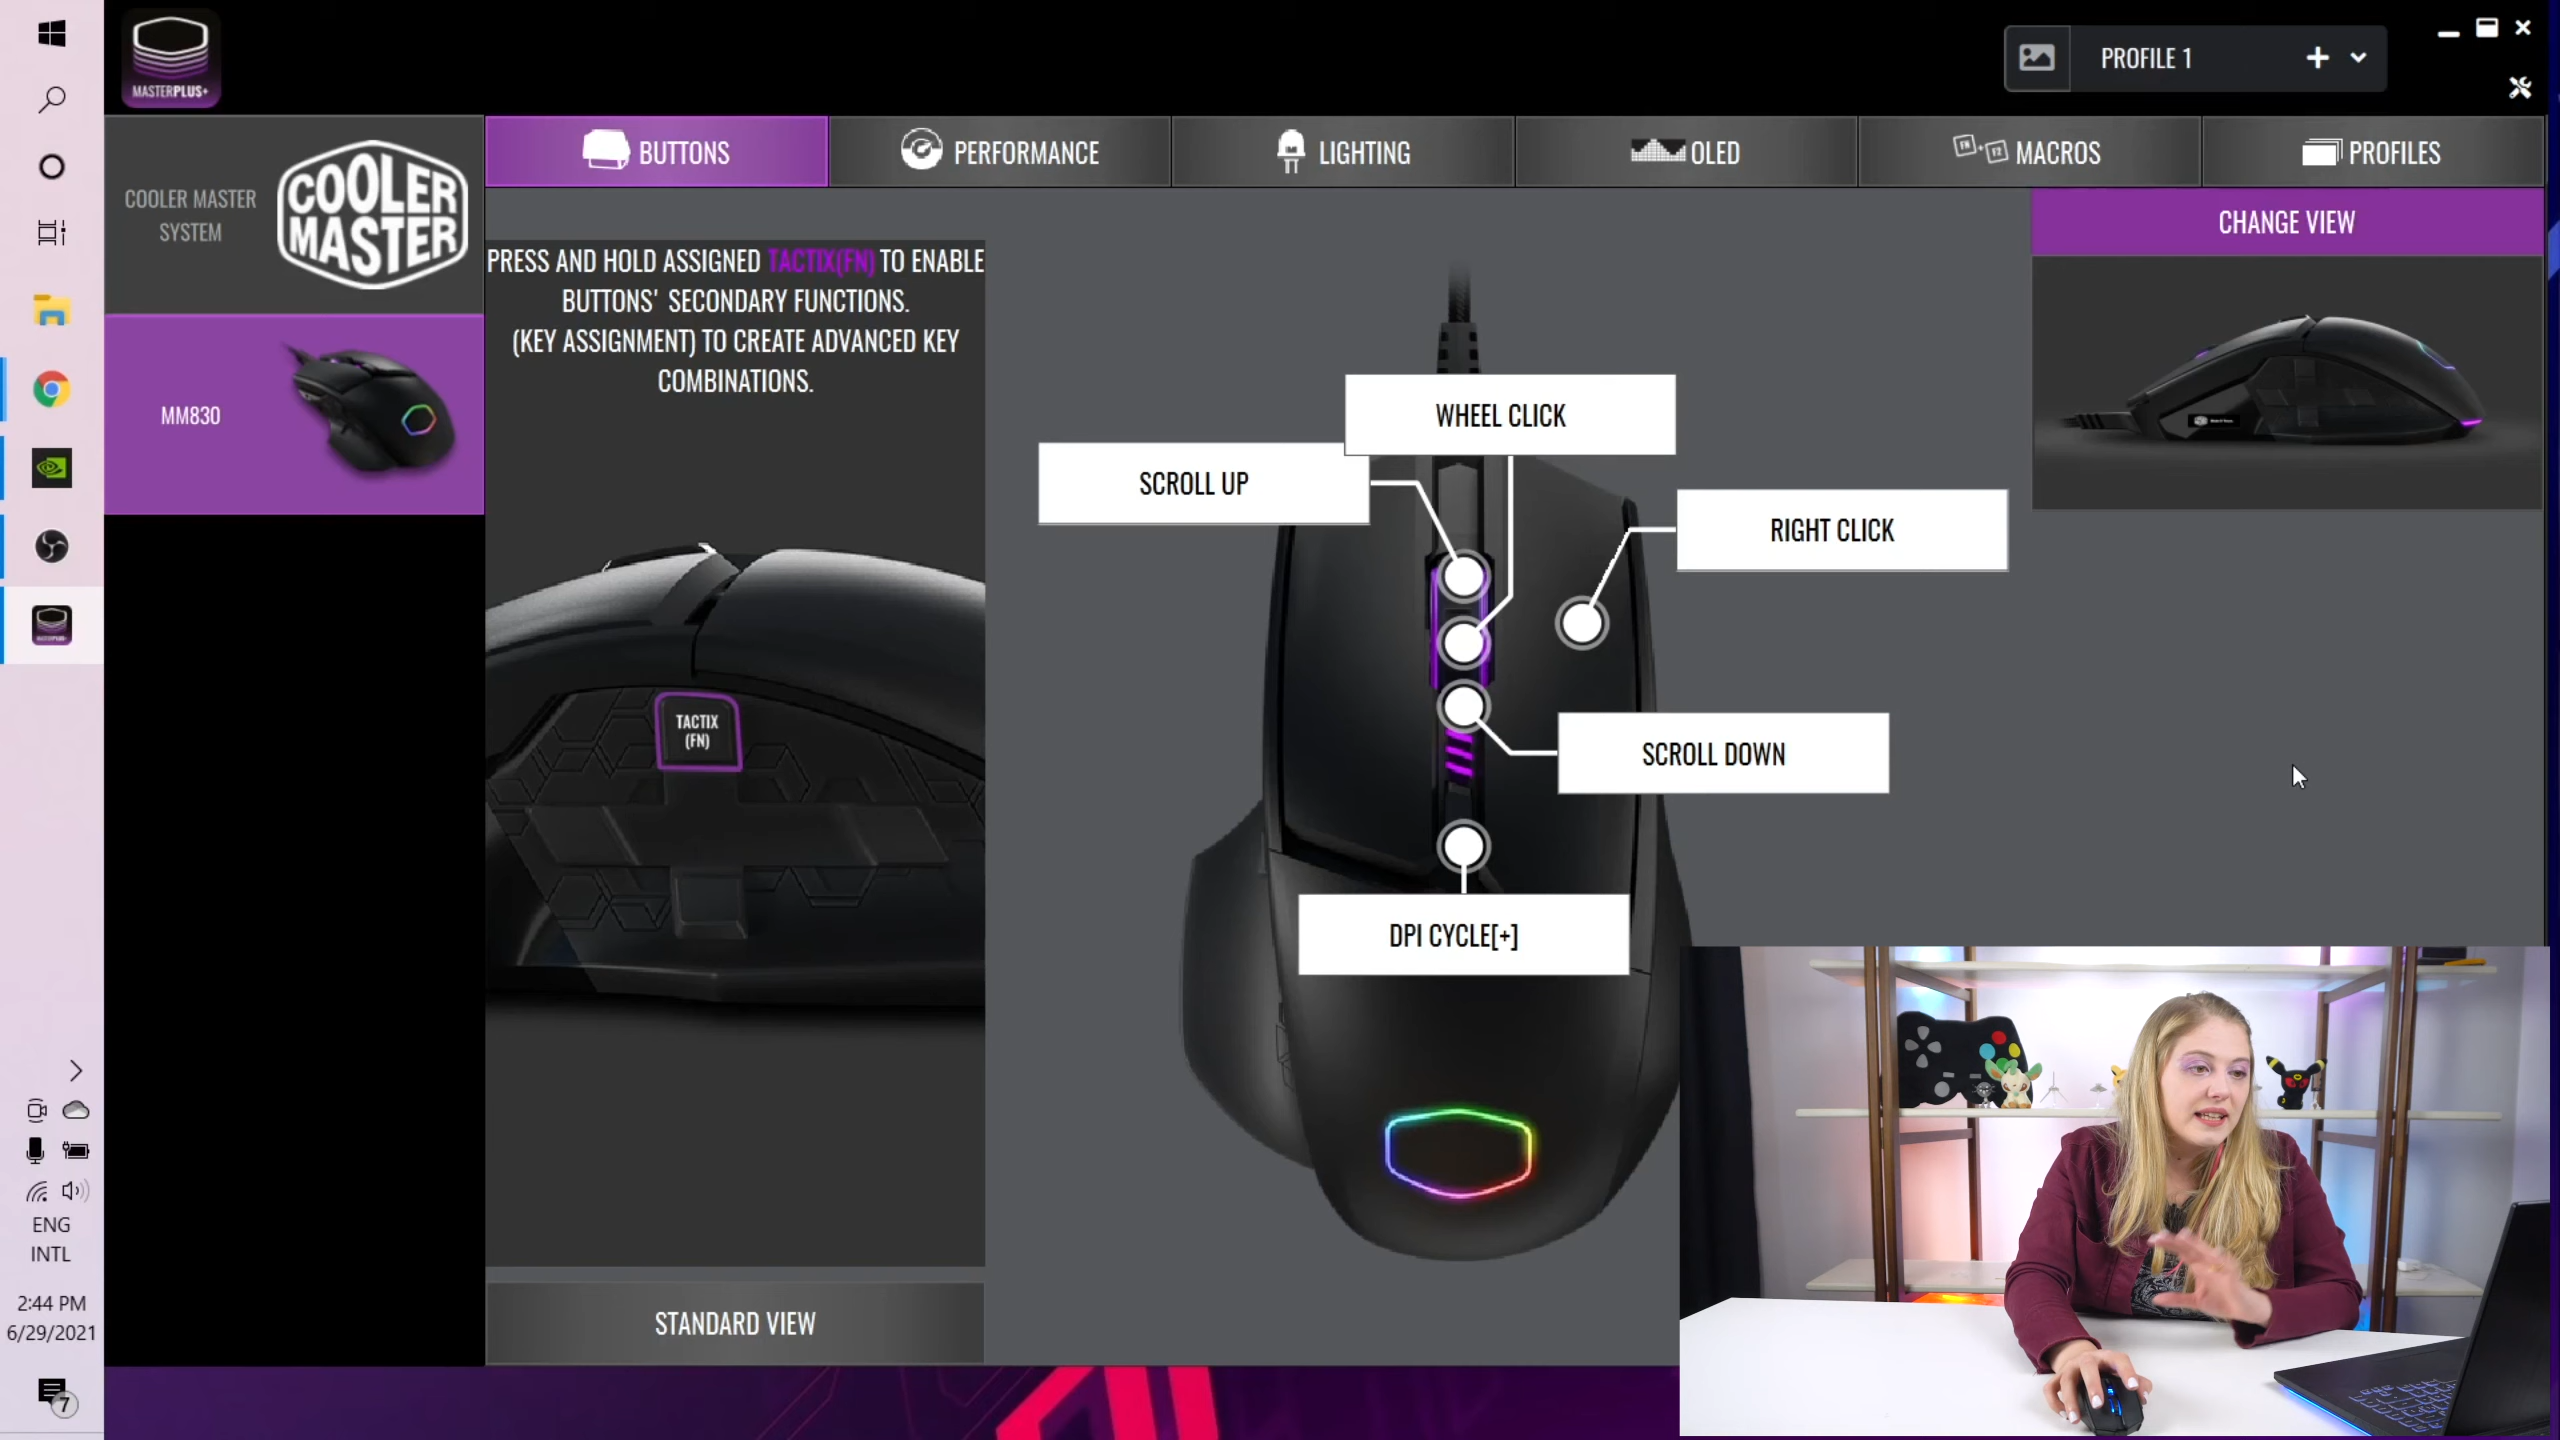 MASTERPLUS+
PROFILE 1
COOLER MASTER
SYSTEM
COOLER
MASTER
BUTTONS
PERFORMANCE
LIGHTING
OLED
MACROS
PROFILES
CHANGE VIEW
MM830
PRESS AND HOLD ASSIGNED TACTIX(FN) TO ENABLE
BUTTONS' SECONDARY FUNCTIONS.
(KEY ASSIGNMENT) TO CREATE ADVANCED KEY
COMBINATIONS.
WHEEL CLICK
SCROLL UP
RIGHT CLICK
TACTIX
(FN)
SCROLL DOWN
DPI CYCLE[+]
STANDARD VIEW
ENG
INTL
2:44 PM
6/29/2021
7